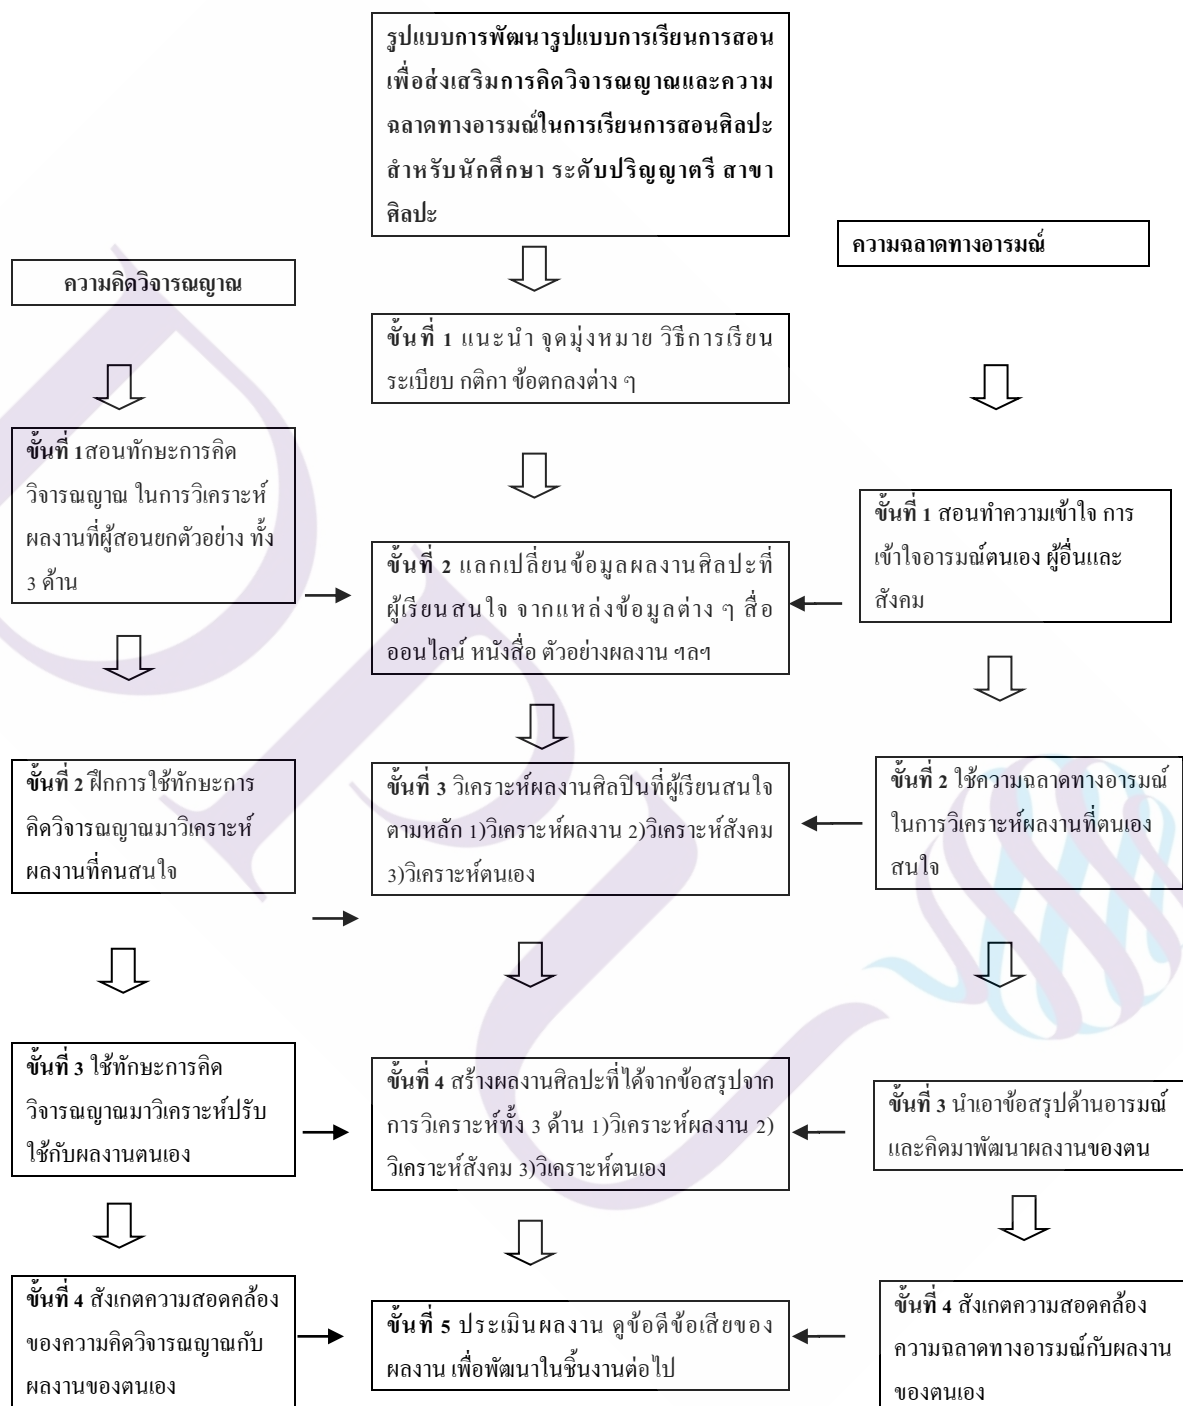 รูปแบบการพัฒนารูปแบบการเรียนการสอน
เพื่อส่งเสริมการคิดวิจารณญาณและความ
ฉลาดทางอารมณ์ในการเรียนการสอนศิลปะ
สำหรับนักศึกษา ระดับปริญญาตรี สาขา
ศิลปะ
ความคิดวิจารณญาณ
ความฉลาดทางอารมณ์
ขั้นที่ 1 แนะนำ จุดมุ่งหมาย วิธีการเรียน
ระเบียบ กติกา ข้อตกลงต่าง ๆ
ขั้นที่ 1สอนทักษะการคิด
วิจารณญาณ ในการวิเคราะห์
ผลงานที่ผู้สอนยกตัวอย่าง ทั้ง
3 ด้าน
ขั้นที่ 2 แลกเปลี่ยนข้อมูลผลงานศิลปะที่
ผู้เรียนสนใจ จากแหล่งข้อมูลต่าง ๆ สื่อ
ออนไลน์ หนังสือ ตัวอย่างผลงาน ฯลฯ
ขั้นที่ 1 สอนทำความเข้าใจ การ
เข้าใจอารมณ์ตนเอง ผู้อื่นและ
สังคม
ขั้นที่ 2 ฝึกการใช้ทักษะการ
คิดวิจารณญาณมาวิเคราะห์
ผลงานที่คนสนใจ
ขั้นที่ 3 วิเคราะห์ผลงานศิลปินที่ผู้เรียนสนใจ
ตามหลัก 1)วิเคราะห์ผลงาน 2)วิเคราะห์สังคม
3)วิเคราะห์ตนเอง
ขั้นที่ 2 ใช้ความฉลาดทางอารมณ์
ในการวิเคราะห์ผลงานที่ตนเอง
สนใจ
ขั้นที่ 3 ใช้ทักษะการคิด
วิจารณญาณมาวิเคราะห์ปรับ
ใช้กับผลงานตนเอง
ขั้นที่ 4 สร้างผลงานศิลปะที่ได้จากข้อสรุปจาก
การวิเคราะห์ทั้ง 3 ด้าน 1)วิเคราะห์ผลงาน 2)
วิเคราะห์สังคม 3)วิเคราะห์ตนเอง
ขั้นที่ 3 นำเอาข้อสรุปด้านอารมณ์
และคิดมาพัฒนาผลงานของตน
ขั้นที่ 4 สังเกตความสอดคล้อง
ของความคิดวิจารณญาณกับ
ผลงานของตนเอง
ขั้นที่ 5 ประเมินผลงาน ดูข้อดีข้อเสียของ
ผลงาน เพื่อพัฒนาในชิ้นงานต่อไป
ขั้นที่ 4 สังเกตความสอดคล้อง
ความฉลาดทางอารมณ์กับผลงาน
ของตนเอง
DPU